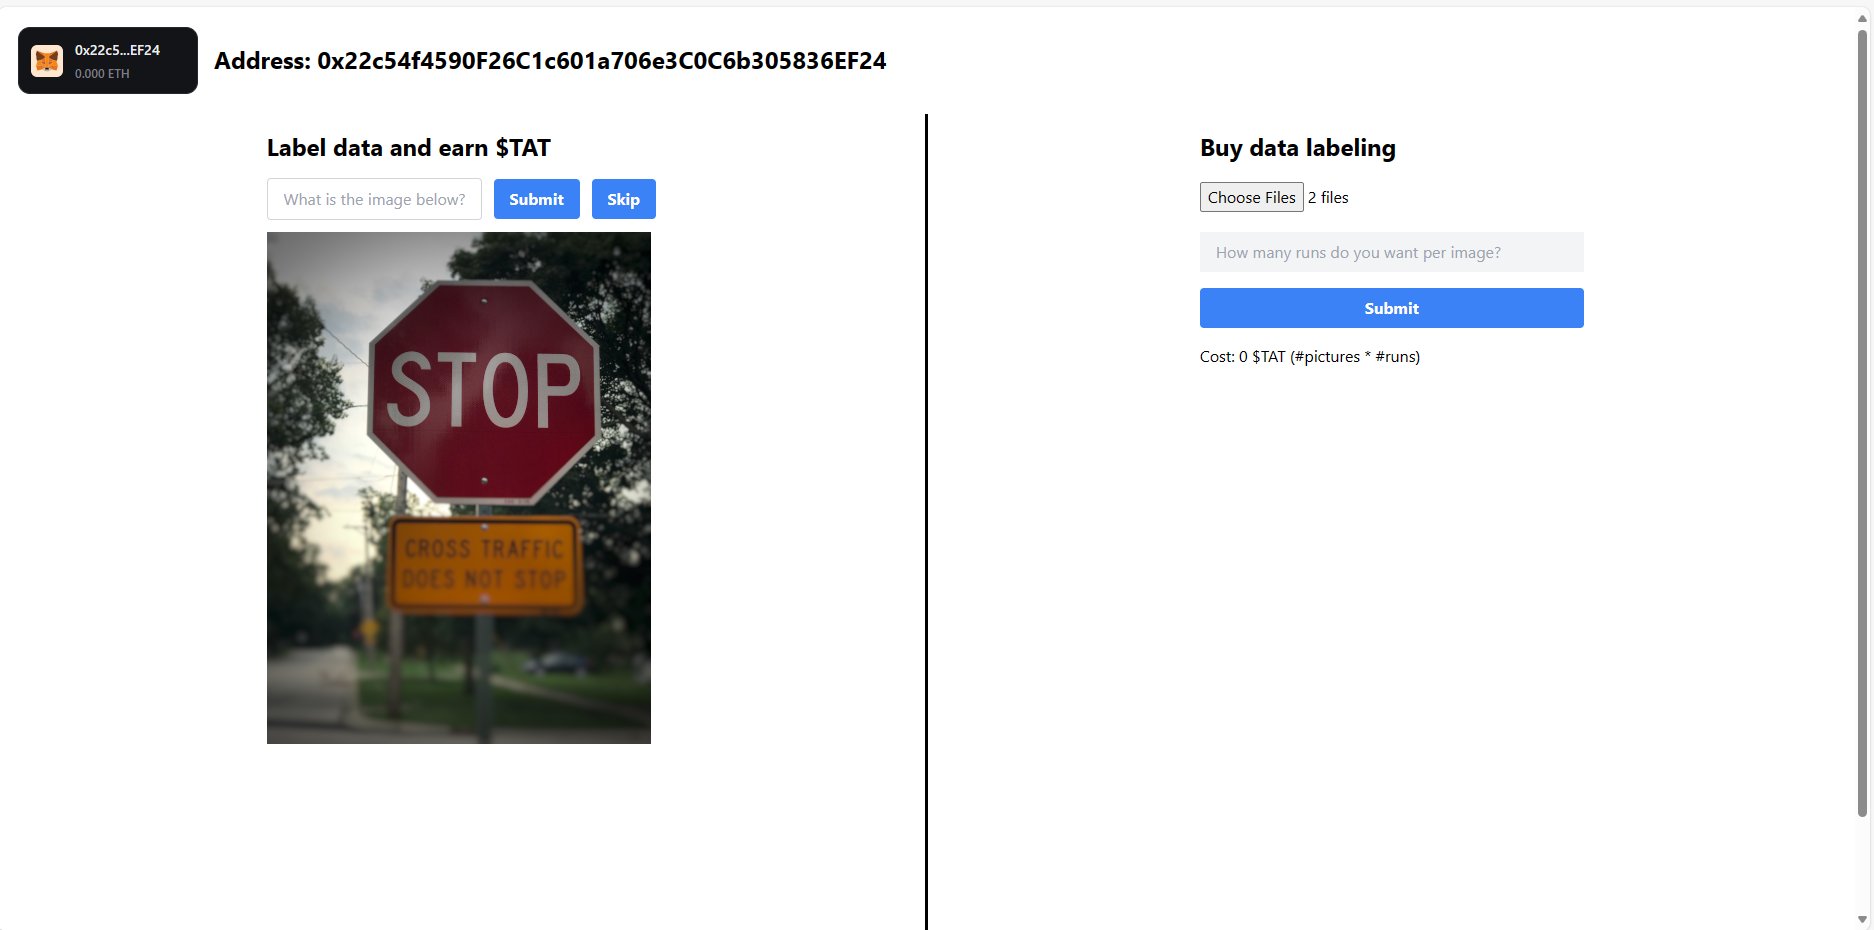 0x22c5...EF24
0.000 ETH
Address: 0x22c54f4590F26C1c601a706e3C0C6b305836EF24
Label data and earn $TAT
What is the image below?
Submit
Skip
STOP
CROSS TRAFFIC
DOES NOT STOP
Buy data labeling
Choose Files 2 files
How many runs do you want per image?
Submit
Cost: 0 $TAT (#pictures * #runs)